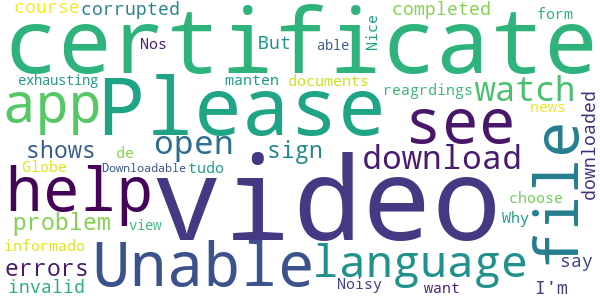 course corrupted completed form
certificate
Nos But able Nice
exhausting manten documents
app Please reagrdings watch
news
shows open sign see file downloaded
de download
Globe Downloadable tudo
help video choose
problem view Why
Unable language
informado say
errors
invalid Noisy want I'm